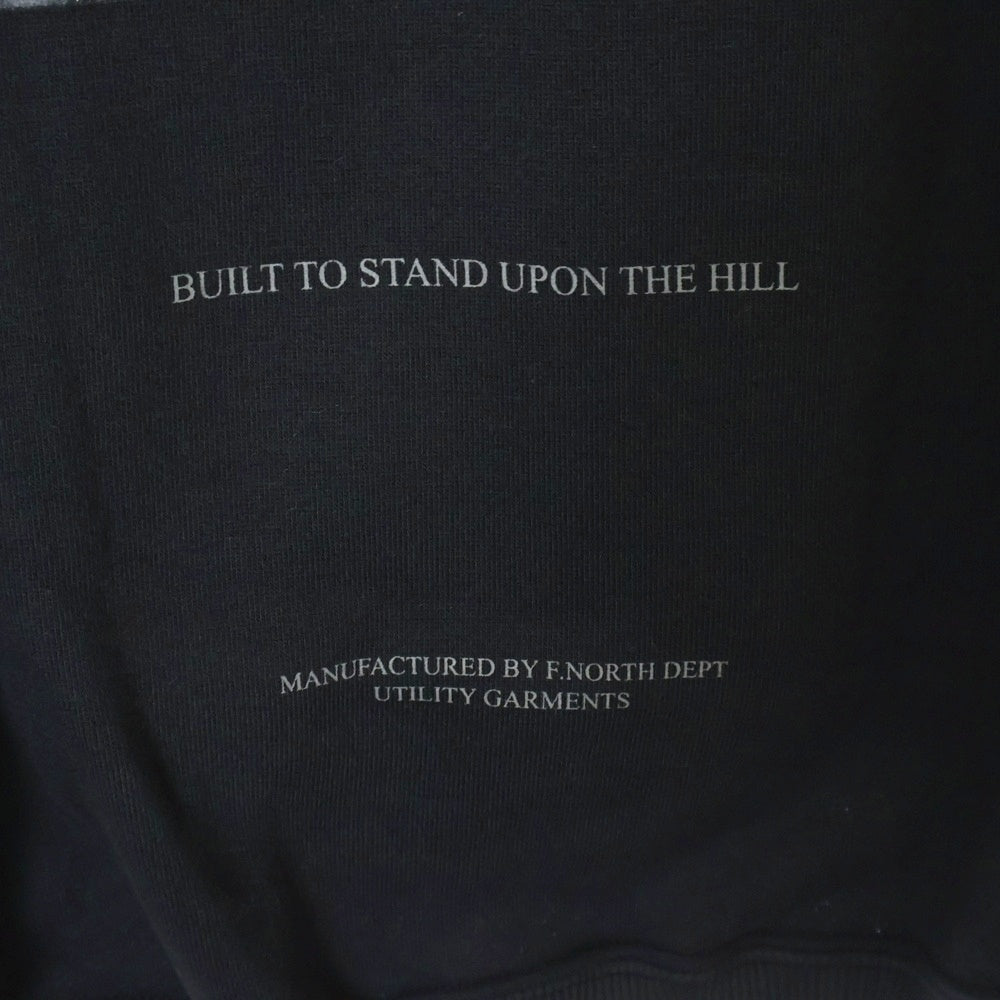 BUILT TO STAND UPON THE HILL
MANUFACTURED BY F.NORTH DEPT
UTILITY GARMENTS